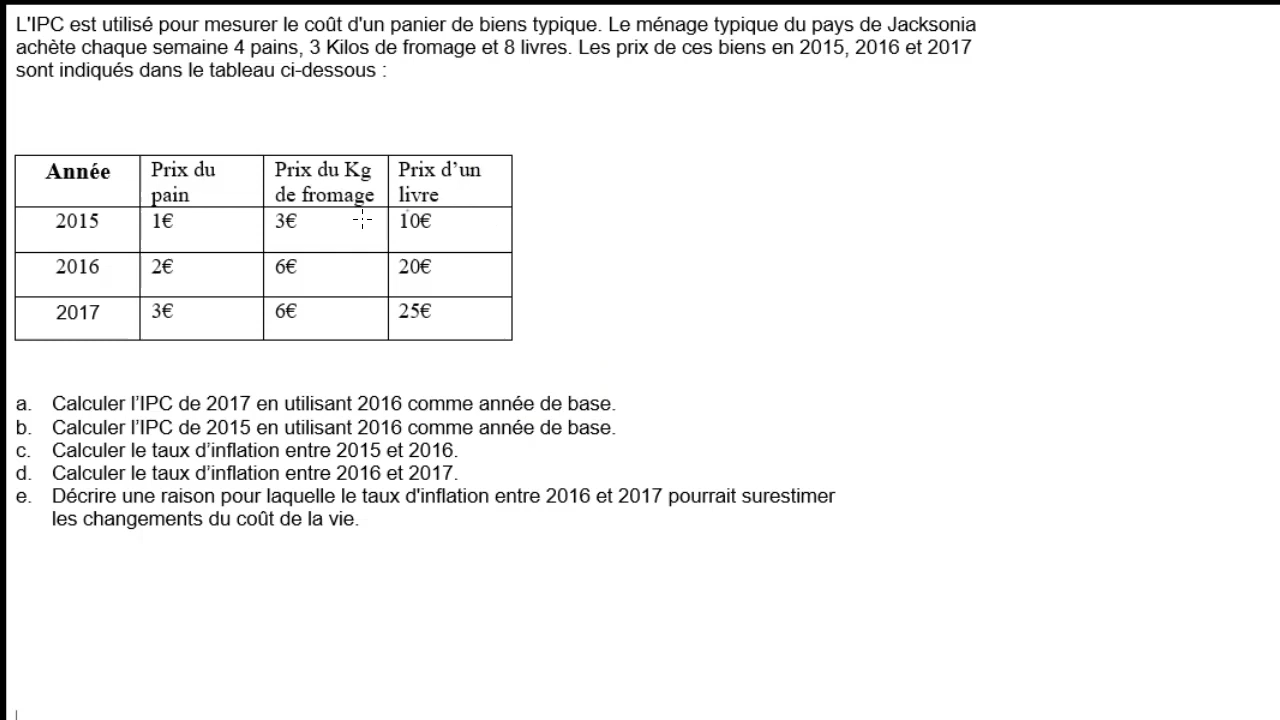 L'IPC est utilisé pour mesurer le coût d'un panier de biens typique. Le ménage typique du pays de Jacksonia
achète chaque semaine 4 pains, 3 Kilos de fromage et 8 livres. Les prix de ces biens en 2015, 2016 et 2017
sont indiqués dans le tableau ci-dessous :
Année Prix du pain Prix du Kg de fromage Prix d’un livre
2015 1€ 3€ 10€
2016 2€ 6€ 20€
2017 3€ 6€ 25€
a. Calculer l’IPC de 2017 en utilisant 2016 comme année de base.
b. Calculer l’IPC de 2015 en utilisant 2016 comme année de base.
c. Calculer le taux d’inflation entre 2015 et 2016.
d. Calculer le taux d’inflation entre 2016 et 2017.
e. Décrire une raison pour laquelle le taux d'inflation entre 2016 et 2017 pourrait surestimer
les changements du coût de la vie.